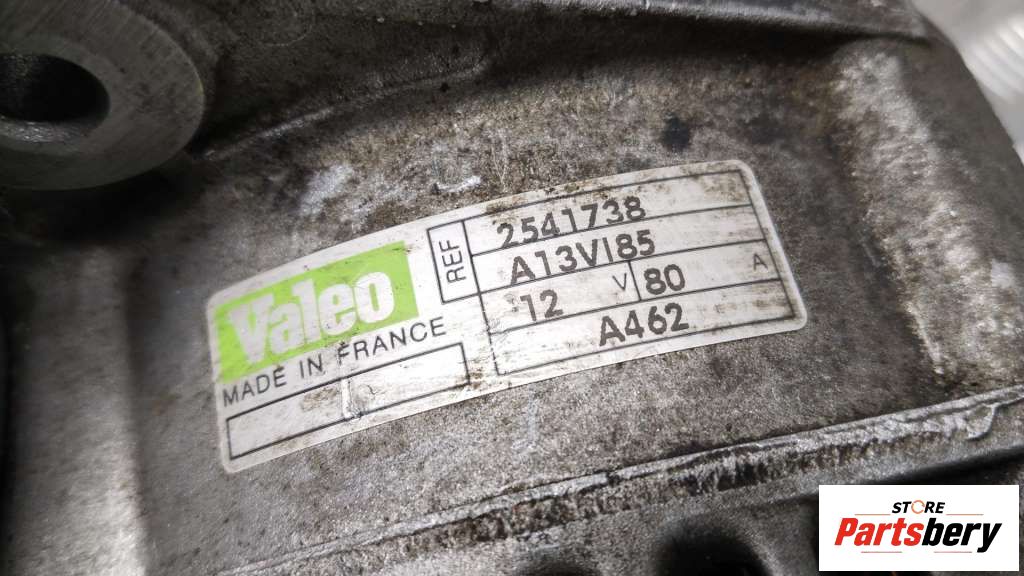 Valeo
MADE IN FRANCE
REF
2541738
A13VI85
12 V 80 A
A462
STORE
Partsbery